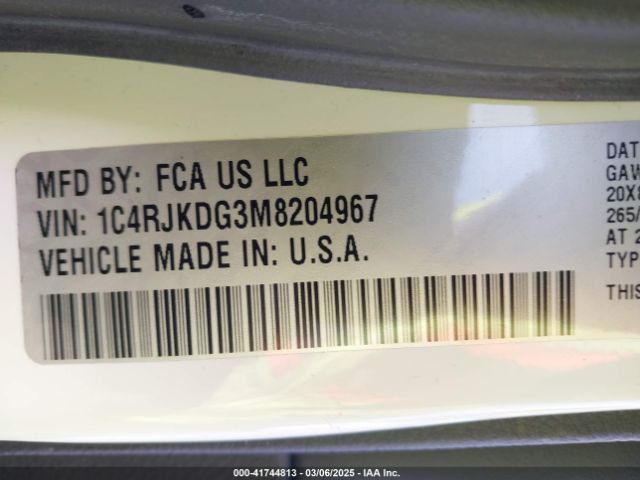 MFD BY: FCA US LLC
VIN: 1C4RJKDG3M8204967
VEHICLE MADE IN: U.S.A.
DAT
GAW
20X8
265/
AT 2
TYP
THIS
000-41744813 - 03/06/2025 - IAA Inc.